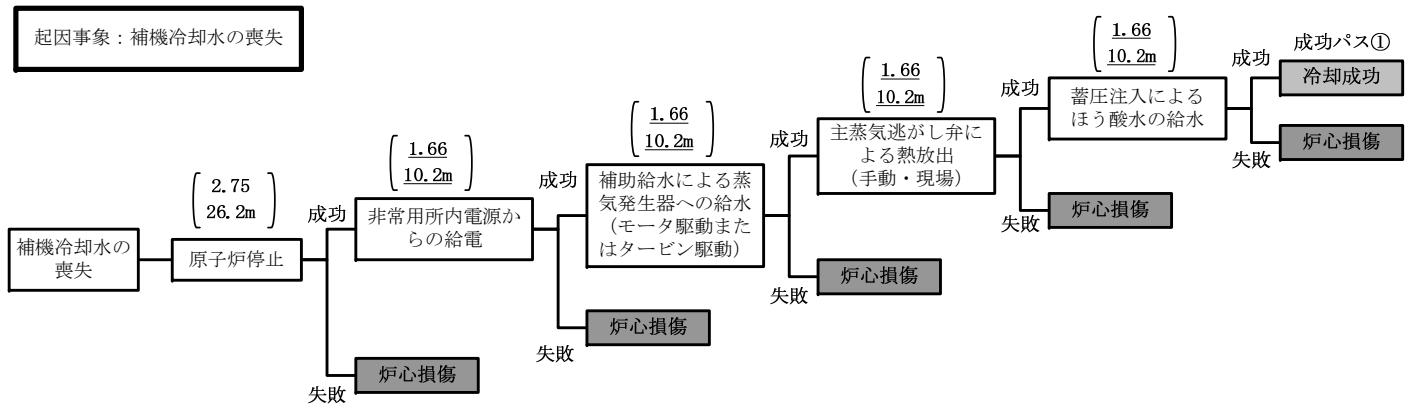 起因事象：補機冷却水の喪失
補機冷却水の
喪失
2.75
26.2m
原子炉停止
成功
失敗
炉心損傷
1.66
10.2m
非常用所内電源か
らの給電
成功
失敗
炉心損傷
1.66
10.2m
補助給水による蒸
気発生器への給水
（モータ駆動また
はタービン駆動）
成功
失敗
炉心損傷
1.66
10.2m
主蒸気逃がし弁に
よる熱放出
（手動・現場）
成功
失敗
炉心損傷
1.66
10.2m
蓄圧注入による
ほう酸水の給水
成功
失敗
炉心損傷
成功パス①
冷却成功